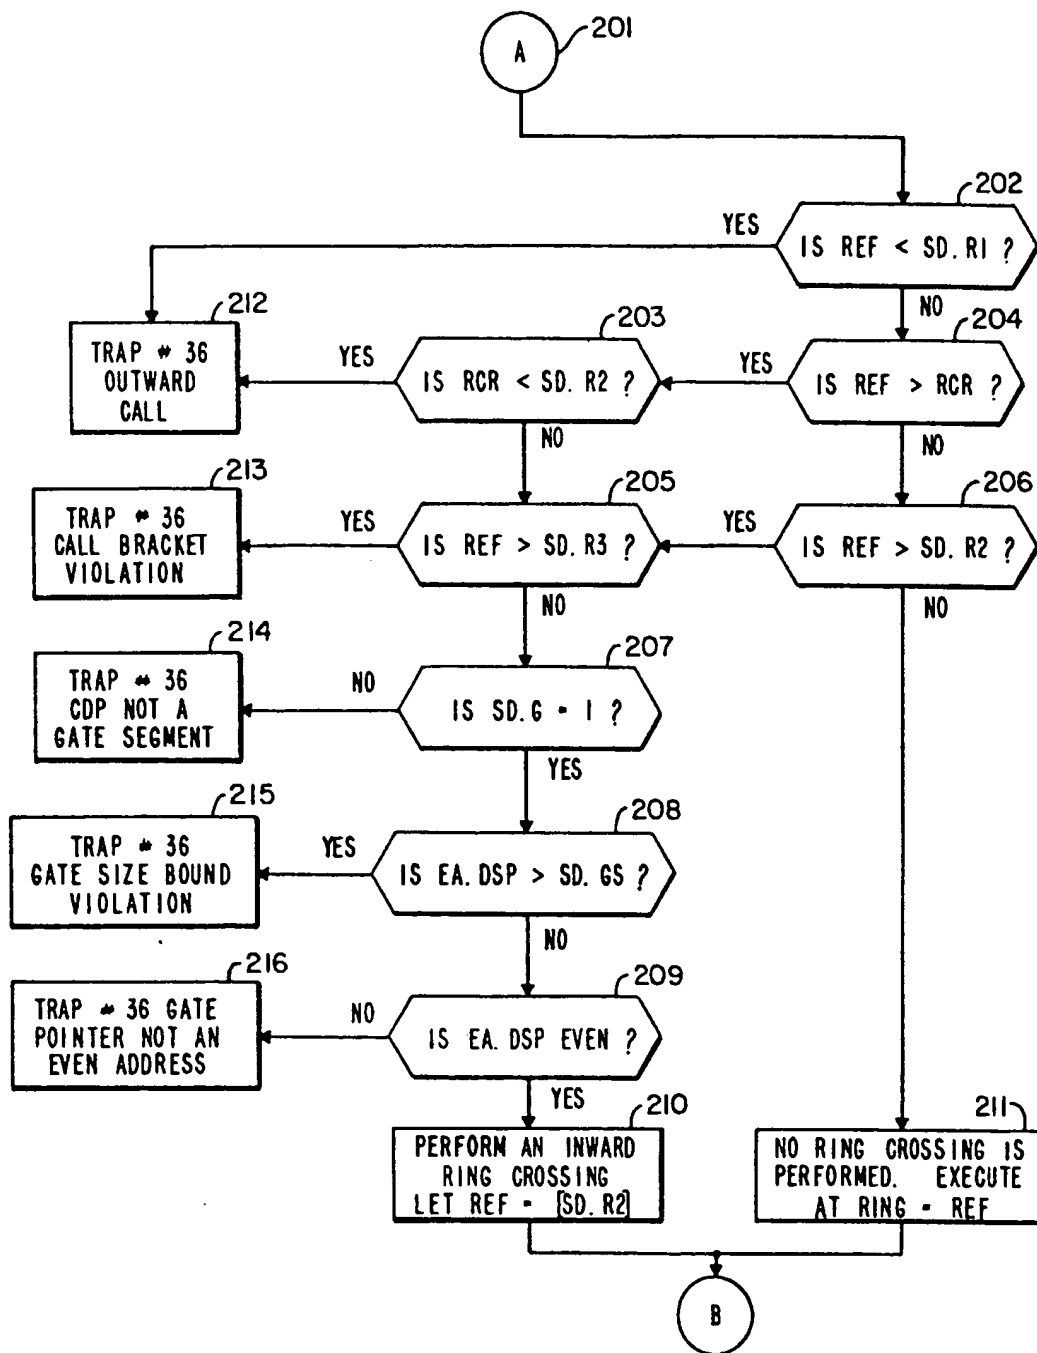 A
201
202
IS REF < SD.R1 ?
YES
NO
212
TRAP # 36
OUTWARD
CALL
203
IS RCR < SD.R2 ?
YES
NO
204
IS REF > RCR ?
YES
NO
213
TRAP # 36
CALL BRACKET
VIOLATION
205
IS REF > SD.R3 ?
YES
NO
206
IS REF > SD.R2 ?
YES
NO
214
TRAP # 36
CDP NOT A
GATE SEGMENT
207
IS SD.G = 1 ?
NO
YES
215
TRAP # 36
GATE SIZE BOUND
VIOLATION
208
IS EA.DSP > SD.GS ?
YES
NO
216
TRAP # 36 GATE
POINTER NOT AN
EVEN ADDRESS
209
IS EA.DSP EVEN ?
NO
YES
210
PERFORM AN INWARD
RING CROSSING
LET REF = [SD.R2]
211
NO RING CROSSING IS
PERFORMED. EXECUTE
AT RING = REF
B